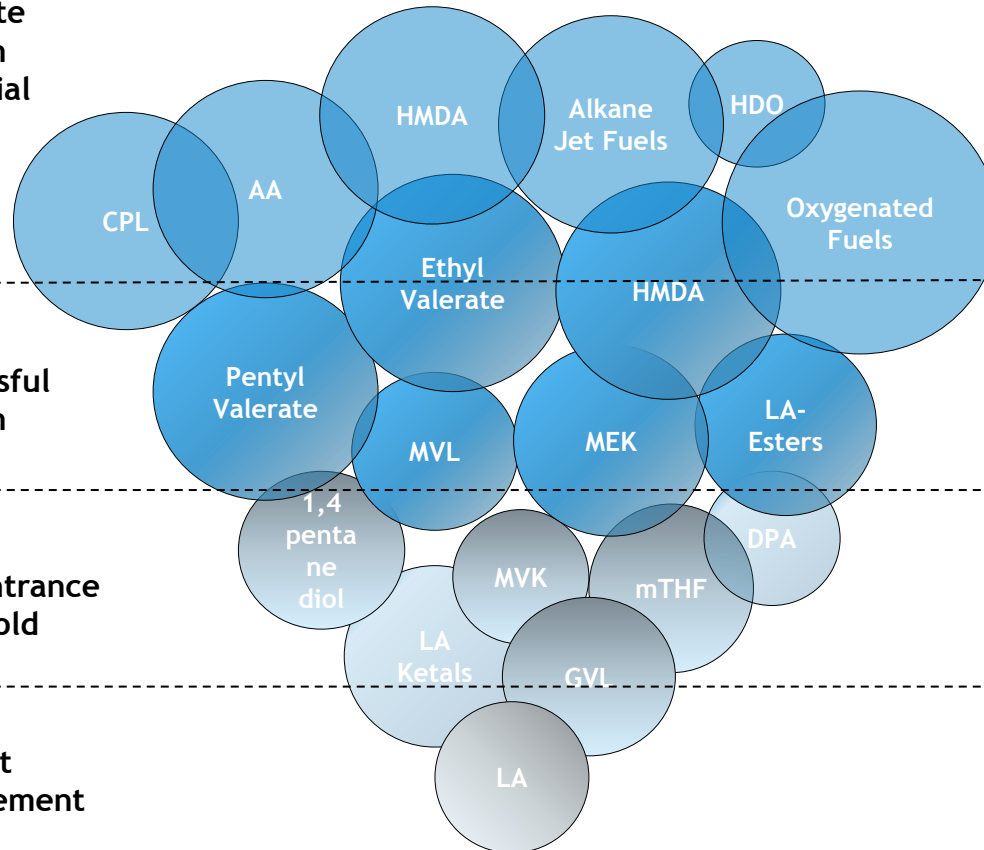 te
n
ial
HMDA
Alkane
Jet Fuels
HDO
AA
CPL
Oxygenated
Fuels
Ethyl
Valerate
HMDA
sful
n
Pentyl
Valerate
MVL
MEK
LA-
Esters
ntrance
old
1,4
penta
ne
diol
MVK
mTHF
DPA
LA
Ketals
GVL
t
ement
LA